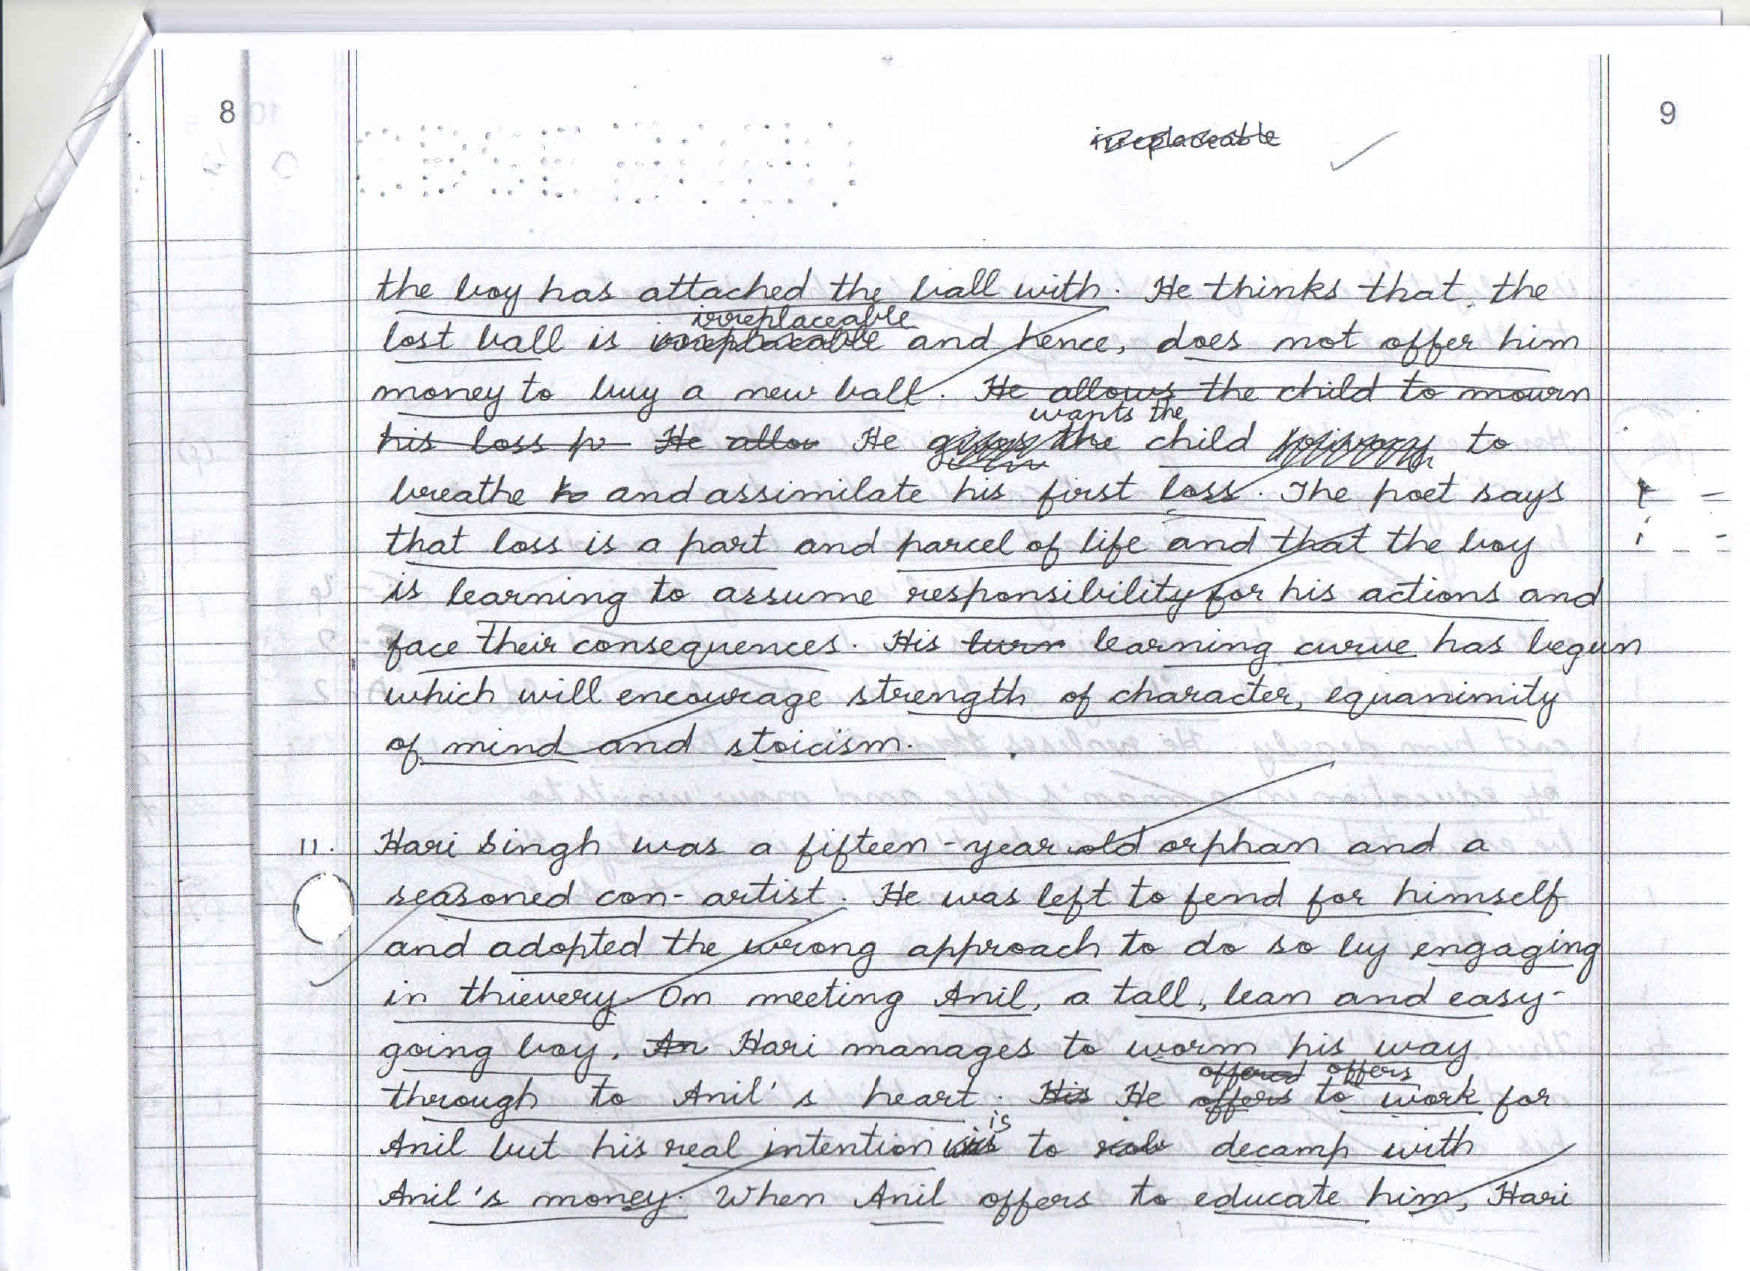 8
9
irreplaceable
the boy has attached the ball with. He thinks that the
lost ball is irreplaceable irreplaceable and hence, does not offer him
money to buy a new ball. He allows the child to mourn
his loss He allow He wants the the child to
breathe to and assimilate his first loss. The poet says
that loss is a part and parcel of life and that the boy
is learning to assume responsibility for his actions and
face their consequences. His turn learning curve has begun
which will encourage strength of character, equanimity
of mind and stoicism.
11. Hari Singh was a fifteen-year old orphan and a
seasoned con-artist. He was left to fend for himself
and adopted the wrong approach to do so by engaging
in thievery. On meeting Anil, a tall, lean and easy-
going boy, An Hari manages to worm his way
through to Anil's heart. His He offers offered offers to work for
Anil but his real intention is to rob decamp with
Anil's money. When Anil offers to educate him, Hari